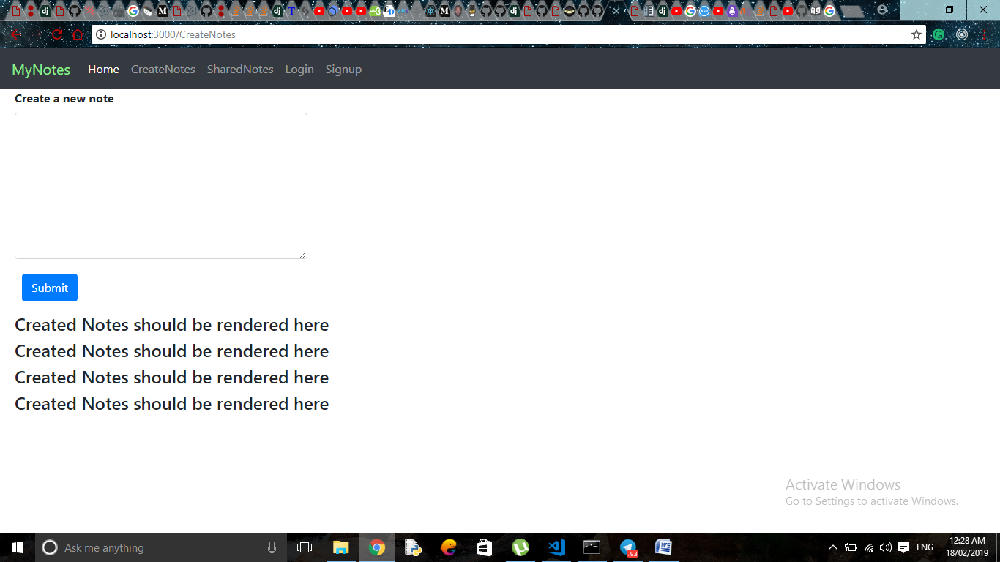 localhost:3000/CreateNotes
MyNotes Home CreateNotes SharedNotes Login Signup
Create a new note
Submit
Created Notes should be rendered here
Created Notes should be rendered here
Created Notes should be rendered here
Created Notes should be rendered here
Activate Windows
Go to Settings to activate Windows.
Ask me anything
93
ENG
12:28 AM
18/02/2019